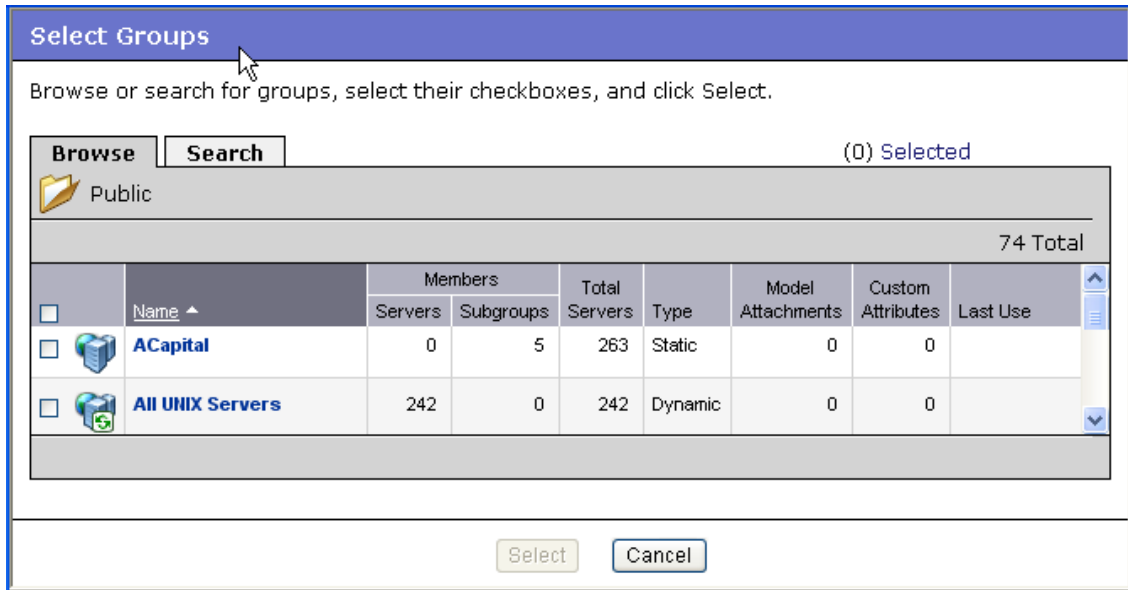 Select Groups
Browse or search for groups, select their checkboxes, and click Select.
Browse Search (0) Selected
Public
74 Total
Members Total Model Custom
Name Servers Subgroups Servers Type Attachments Attributes Last Use
ACapital 0 5 263 Static 0 0
All UNIX Servers 242 0 242 Dynamic 0 0
Select Cancel